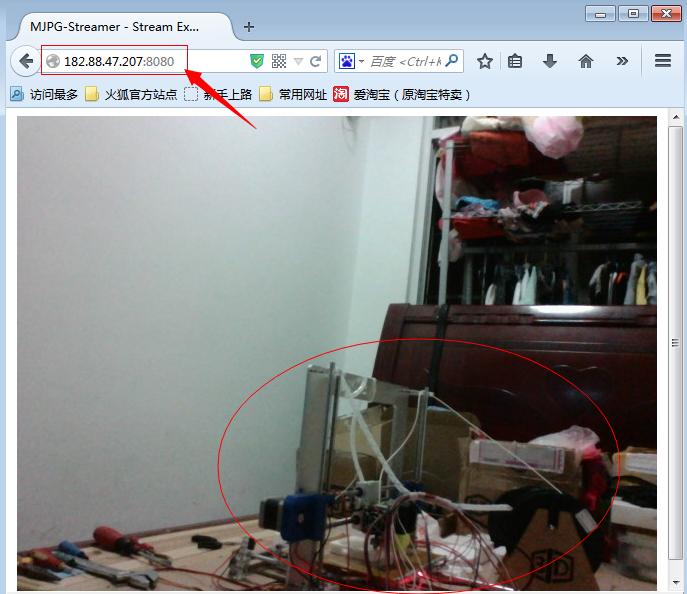 MJPG-Streamer - Stream Ex...
182.88.47.207:8080
百度 <Ctrl+K
访问最多 火狐官方站点 新手上路 常用网址 淘 爱淘宝（原淘宝特卖）